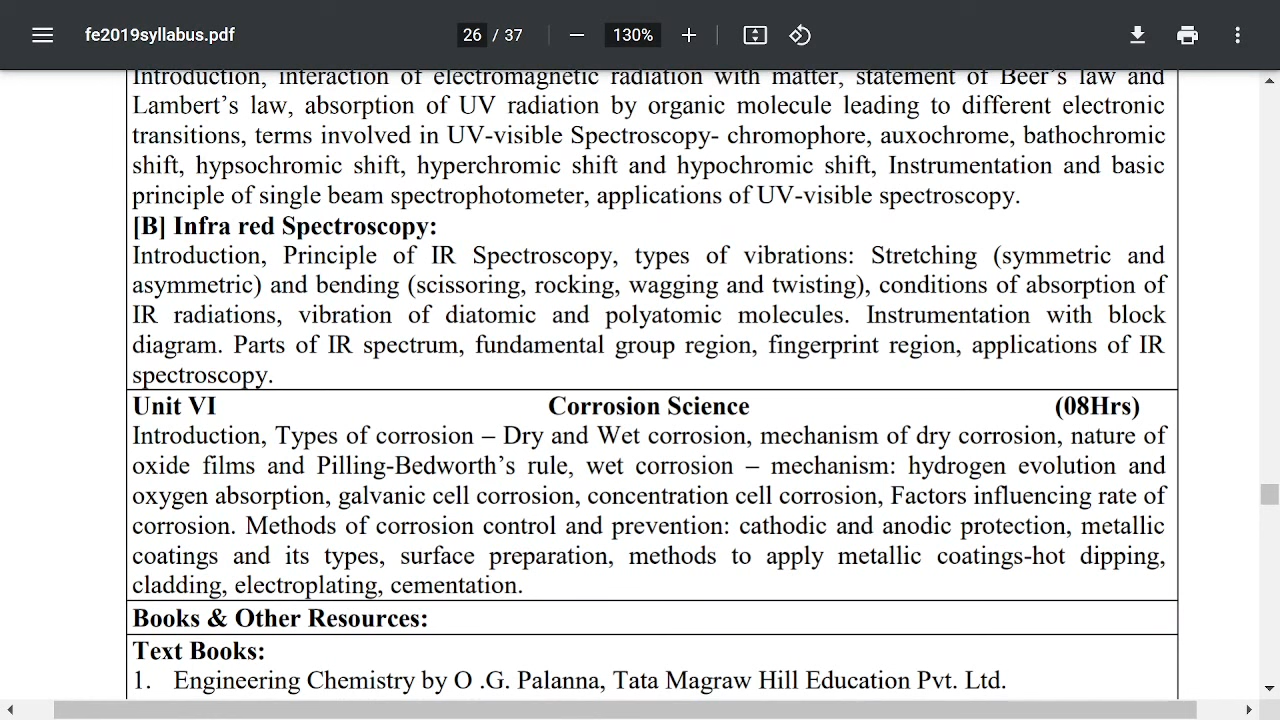 fe2019syllabus.pdf 26 / 37 130%
Introduction, interaction of electromagnetic radiation with matter, statement of Beer's law and
Lambert's law, absorption of UV radiation by organic molecule leading to different electronic
transitions, terms involved in UV-visible Spectroscopy- chromophore, auxochrome, bathochromic
shift, hypsochromic shift, hyperchromic shift and hypochromic shift, Instrumentation and basic
principle of single beam spectrophotometer, applications of UV-visible spectroscopy.
[B] Infra red Spectroscopy:
Introduction, Principle of IR Spectroscopy, types of vibrations: Stretching (symmetric and
asymmetric) and bending (scissoring, rocking, wagging and twisting), conditions of absorption of
IR radiations, vibration of diatomic and polyatomic molecules. Instrumentation with block
diagram. Parts of IR spectrum, fundamental group region, fingerprint region, applications of IR
spectroscopy.
Unit VI Corrosion Science (08Hrs)
Introduction, Types of corrosion – Dry and Wet corrosion, mechanism of dry corrosion, nature of
oxide films and Pilling-Bedworth's rule, wet corrosion – mechanism: hydrogen evolution and
oxygen absorption, galvanic cell corrosion, concentration cell corrosion, Factors influencing rate of
corrosion. Methods of corrosion control and prevention: cathodic and anodic protection, metallic
coatings and its types, surface preparation, methods to apply metallic coatings-hot dipping,
cladding, electroplating, cementation.
Books & Other Resources:
Text Books:
1. Engineering Chemistry by O .G. Palanna, Tata Magraw Hill Education Pvt. Ltd.